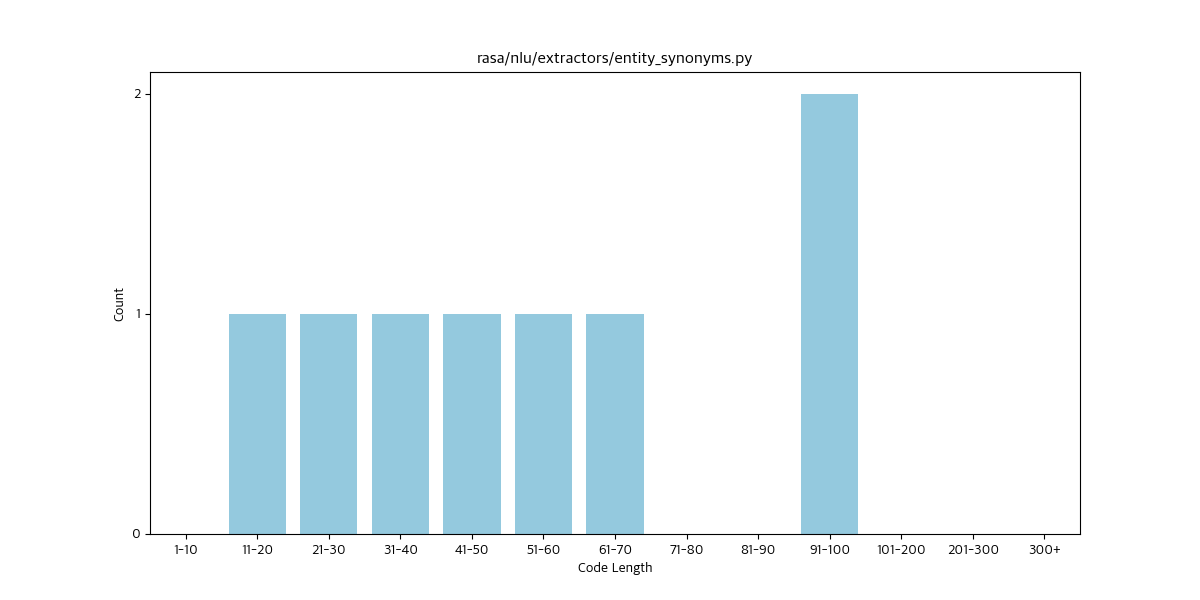 rasa/nlu/extractors/entity_synonyms.py
2
1
0
Count
1-10 11-20 21-30 31-40 41-50 51-60 61-70 71-80 81-90 91-100 101-200 201-300 300+
Code Length